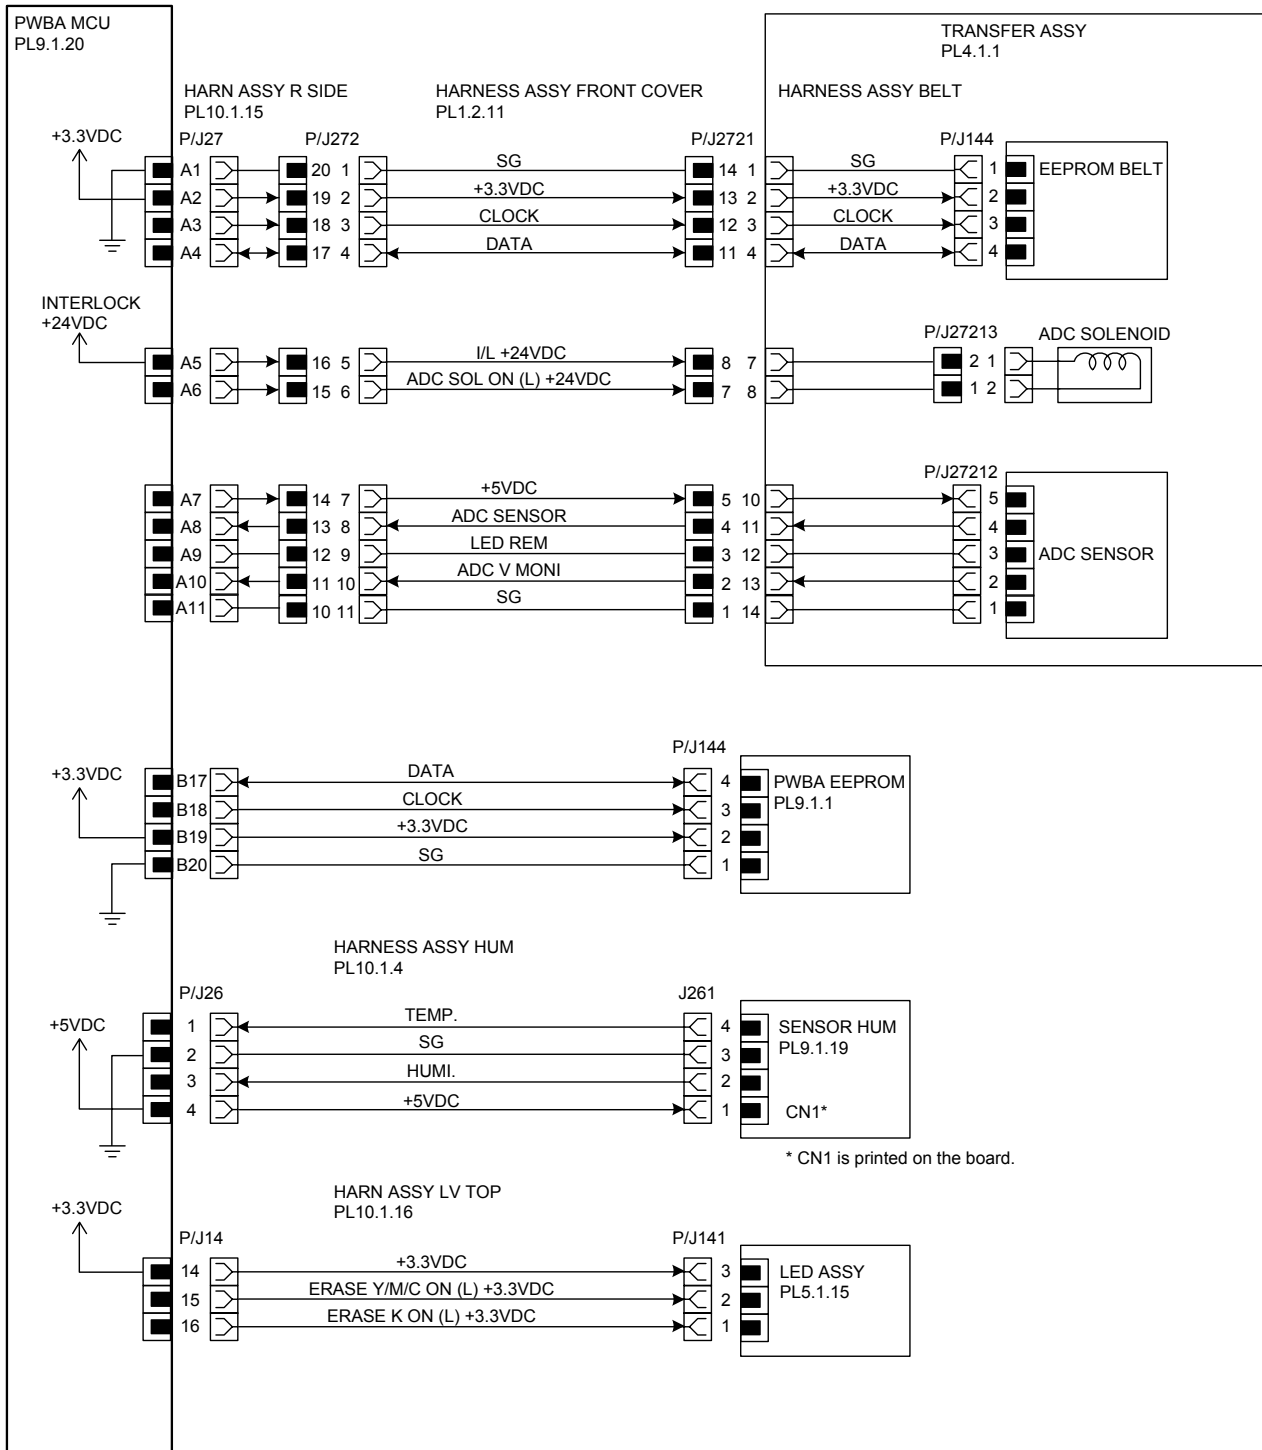 PWBA MCU
PL9.1.20
TRANSFER ASSY
PL4.1.1
HARN ASSY R SIDE
PL10.1.15
HARNESS ASSY FRONT COVER
PL1.2.11
HARNESS ASSY BELT
+3.3VDC
P/J27
P/J272
P/J2721
P/J144
A1 20 1 SG 14 1 SG 1
EEPROM BELT
A2 19 2 +3.3VDC 13 2 +3.3VDC 2
A3 18 3 CLOCK 12 3 CLOCK 3
A4 17 4 DATA 11 4 DATA 4
INTERLOCK
+24VDC
P/J27213
ADC SOLENOID
A5 16 5 I/L +24VDC 8 7 2 1
A6 15 6 ADC SOL ON (L) +24VDC 7 8 1 2
P/J27212
A7 14 7 +5VDC 5 10 5
A8 13 8 ADC SENSOR 4 11 4
A9 12 9 LED REM 3 12 3
ADC SENSOR
A10 11 10 ADC V MONI 2 13 2
A11 10 11 SG 1 14 1
+3.3VDC
P/J144
B17 DATA 4
PWBA EEPROM
PL9.1.1
B18 CLOCK 3
B19 +3.3VDC 2
B20 SG 1
HARNESS ASSY HUM
PL10.1.4
P/J26
J261
+5VDC
1 TEMP. 4
SENSOR HUM
PL9.1.19
2 SG 3
3 HUMI. 2
4 +5VDC 1
CN1*
* CN1 is printed on the board.
HARN ASSY LV TOP
PL10.1.16
+3.3VDC
P/J14
P/J141
14 +3.3VDC 3
LED ASSY
PL5.1.15
15 ERASE Y/M/C ON (L) +3.3VDC 2
16 ERASE K ON (L) +3.3VDC 1